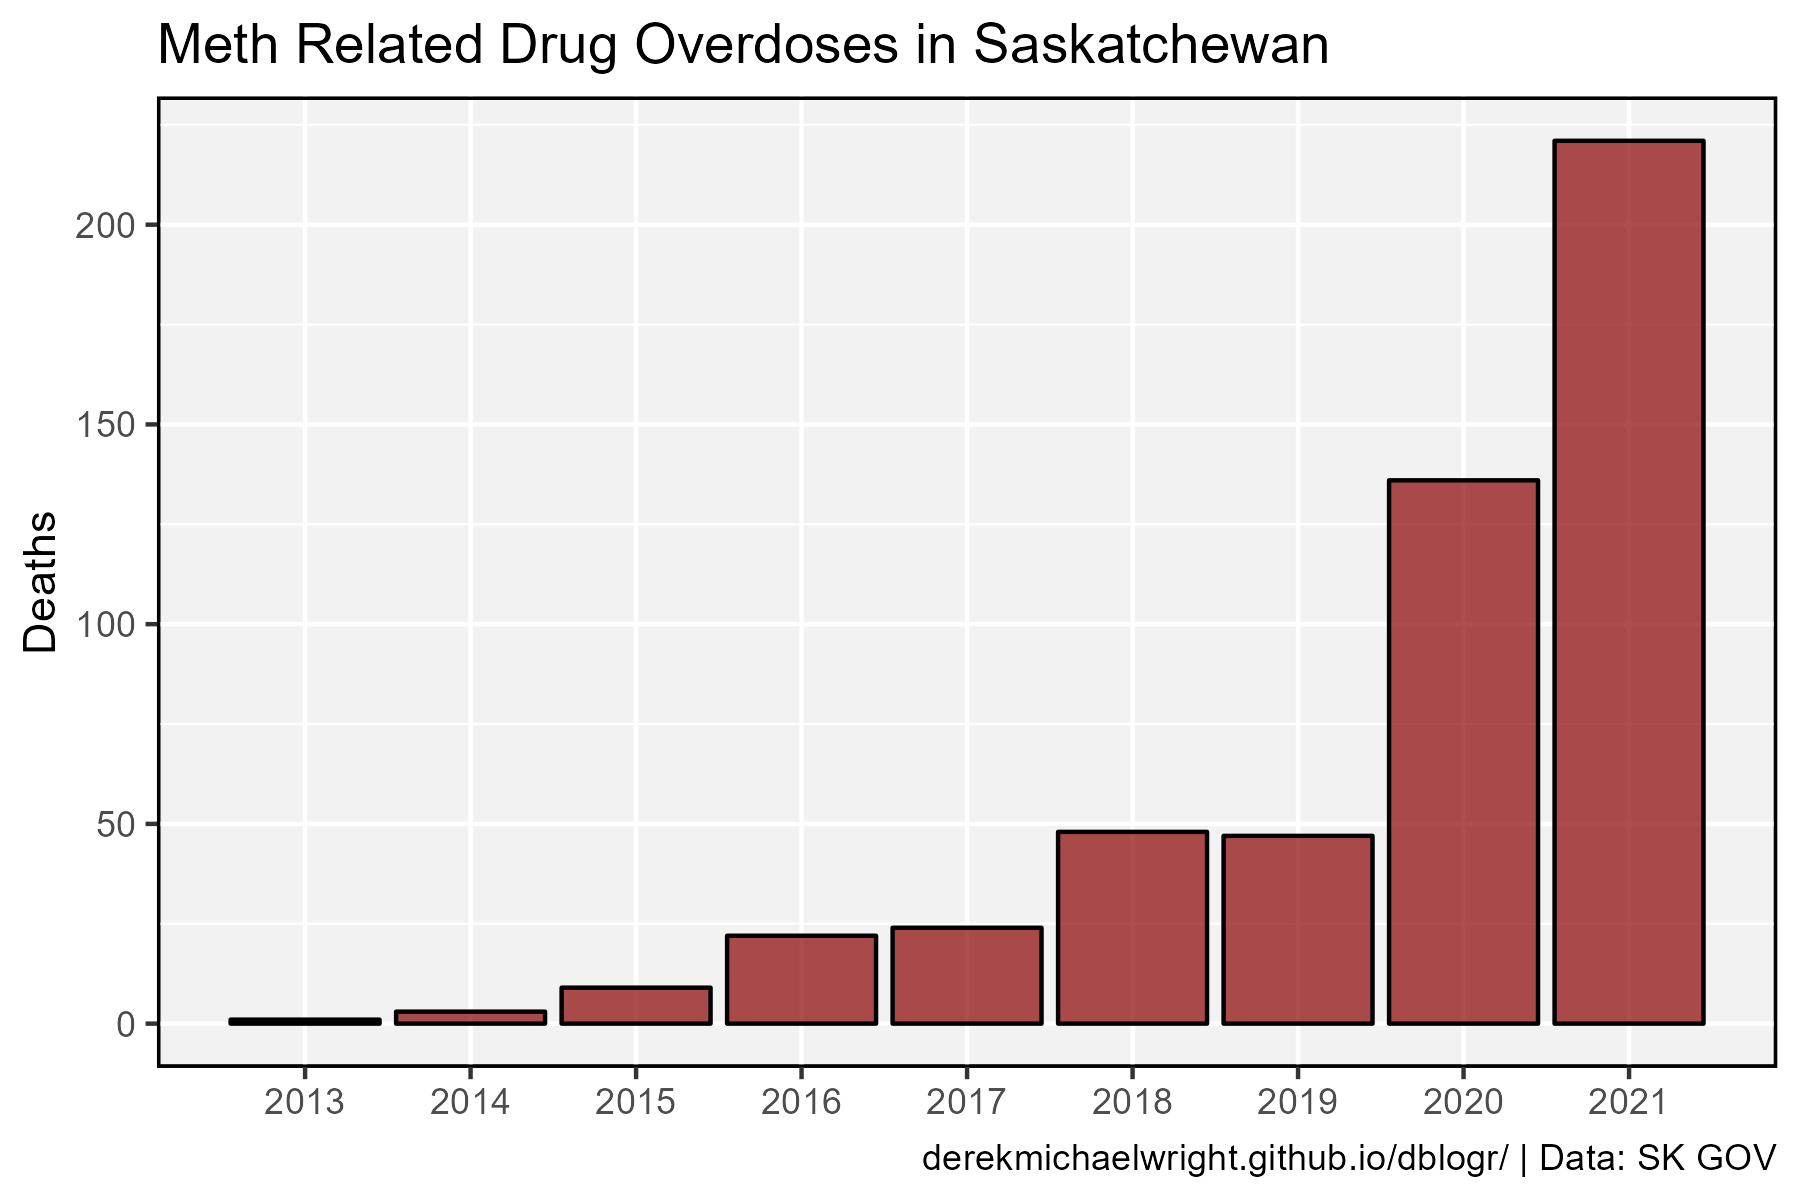 Meth Related Drug Overdoses in Saskatchewan
Deaths
200
150
100
50
0
2013 2014 2015 2016 2017 2018 2019 2020 2021
derekmichaelwright.github.io/dblogr/ | Data: SK GOV